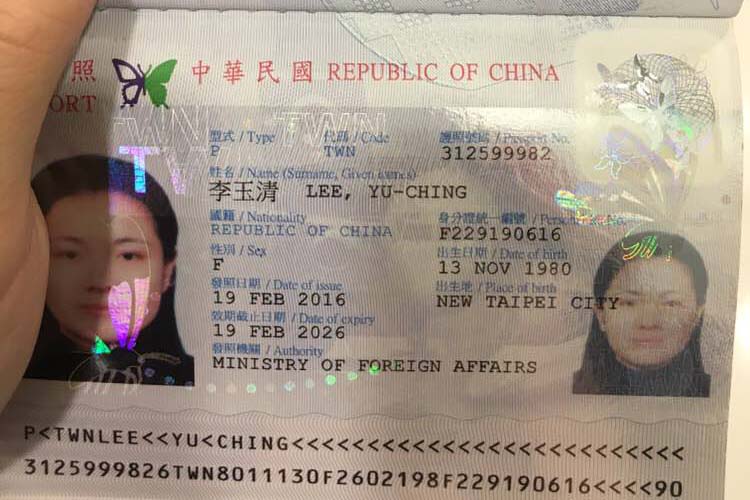 照 中華民國 REPUBLIC OF CHINA
ORT
TWN TWN
型式 / Type 代碼 / Code 護照號碼 / Passport No.
P TWN 312599982
姓名 / Name (Surname, Given names)
李玉清 LEE, YU-CHING
國籍 / Nationality 身分證統一編號 / Personal Id. No.
REPUBLIC OF CHINA F229190616
性別 / Sex 出生日期 / Date of birth
F 13 NOV 1980
發照日期 / Date of issue 出生地 / Place of birth
19 FEB 2016 NEW TAIPEI CITY
效期截止日期 / Date of expiry
19 FEB 2026
發照機關 / Authority
MINISTRY OF FOREIGN AFFAIRS
P<TWNLEE<<YU<CHING<<<<<<<<<<<<<<<<<<<<<<<<<<
3125999826TWN8011130F2602198F229190616<<<<90